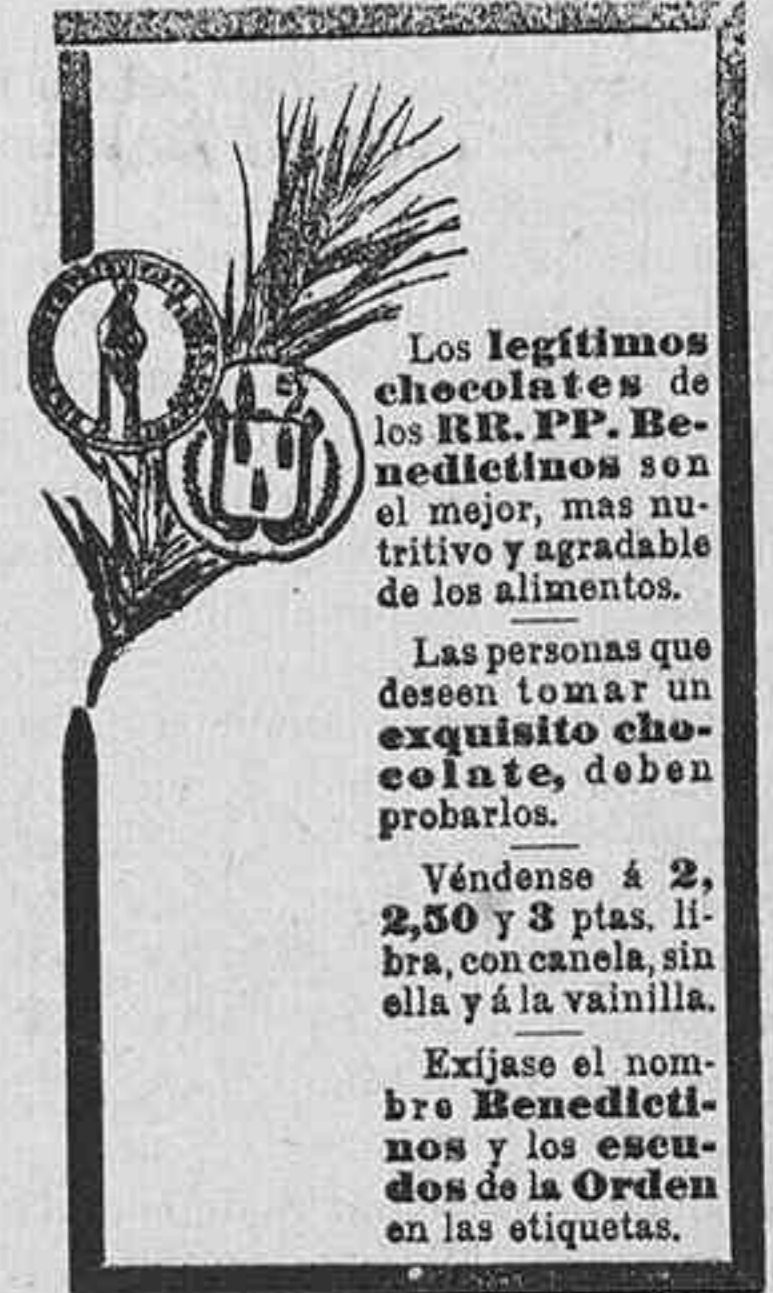 Los legítimos
chocolates de
los RR. PP. Be-
nedictinos son
el mejor, mas nu-
tritivo y agradable
de los alimentos.
Las personas que
deseen tomar un
exquisito cho-
colate, deben
probarlos.
Véndense á 2,
2,50 y 3 ptas. li-
bra, con canela, sin
ella y á la vainilla.
Exíjase el nom-
bre Benedicti-
nos y los escu-
dos de la Orden
en las etiquetas.